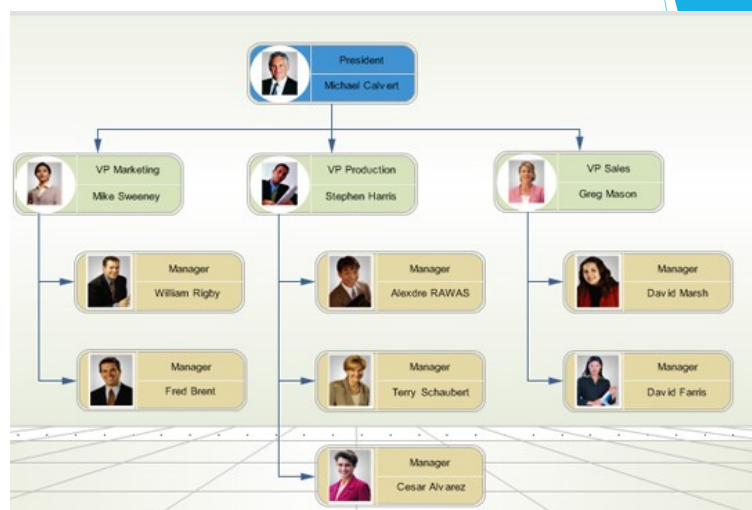 President
Michael Calvert
VP Marketing
Mike Sweeney
VP Production
Stephen Harris
VP Sales
Greg Mason
Manager
William Rigby
Manager
Alexdre RAWAS
Manager
David Marsh
Manager
Fred Brent
Manager
Terry Schaubert
Manager
David Farris
Manager
Cesar Alvarez